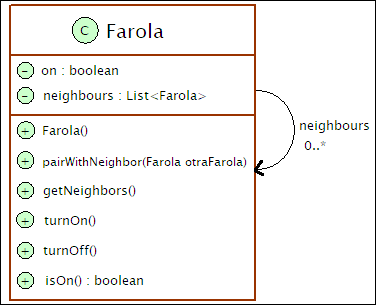 C Farola
- on : boolean
- neighbours : List<Farola>
+ Farola()
+ pairWithNeighbor(Farola otraFarola)
+ getNeighbors()
+ turnOn()
+ turnOff()
+ isOn() : boolean
neighbours
0..*